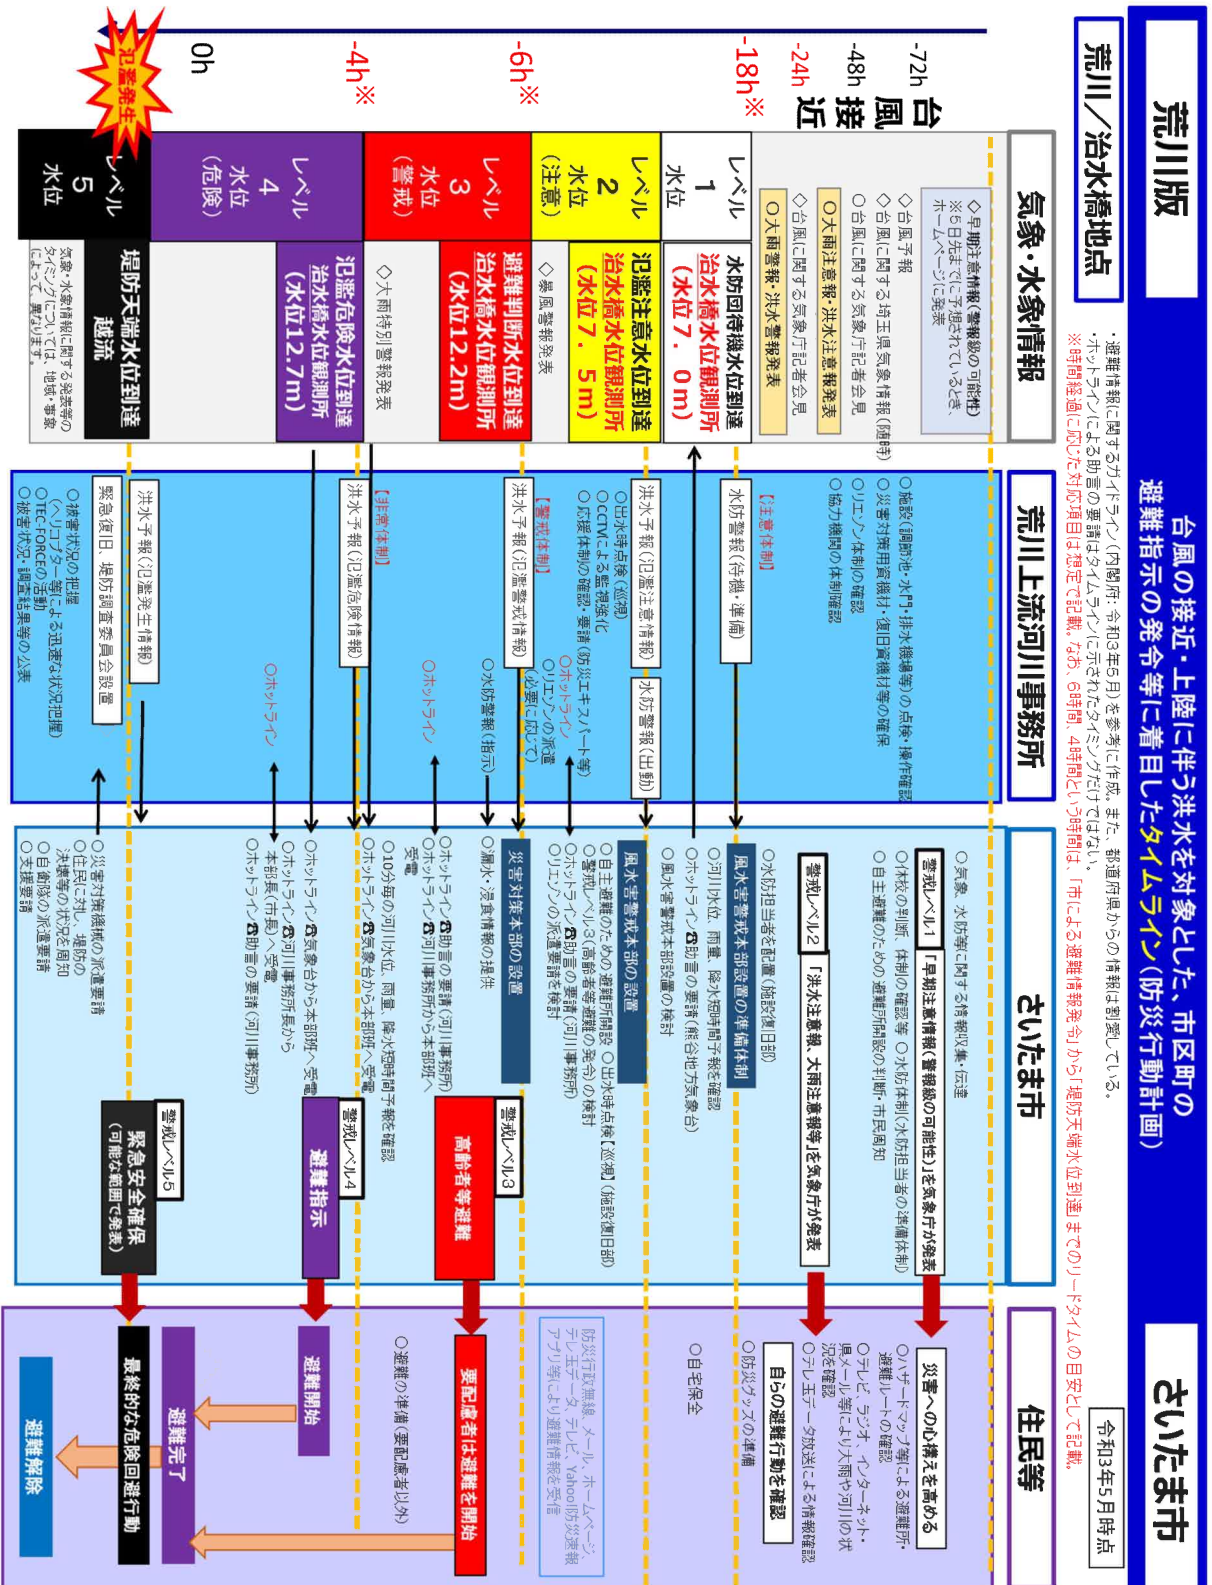 荒川版
台風の接近・上陸に伴う洪水を対象とした、市区町の
避難指示の発令等に着目したタイムライン(防災行動計画)
さいたま市
荒川/治水橋地点
・避難情報に関するガイドライン(内閣府:令和3年5月)を参考に作成。また、都道府県からの情報は割愛している。
・ホットラインによる助言の要請はタイムラインに示されたタイミングだけではない。
※時間経過に応じた対応項目は想定で記載。なお、6時間、4時間という時間は、「市による避難情報発令」から「堤防天端水位到達」までのリードタイムの目安として記載。
令和3年5月時点
気象・水象情報
荒川上流河川事務所
さいたま市
住民等
-72h
-48h
-24h
台風接近
-18h※
-6h※
-4h※
0h
氾濫発生
◇早期注意情報(警報級の可能性)
※5日先までに予想されているとき、
ホームページに発表
◇台風予報
◇台風に関する埼玉県気象情報(随時)
○台風に関する気象庁記者会見
○大雨注意報・洪水注意報発表
◇台風に関する気象庁記者会見
○大雨警報・洪水警報発表
レベル
1
水位
水防団待機水位到達
治水橋水位観測所
(水位7.0m)
レベル
2
水位
(注意)
氾濫注意水位到達
治水橋水位観測所
(水位7.5m)
◇暴風警報発表
レベル
3
水位
(警戒)
避難判断水位到達
治水橋水位観測所
(水位12.2m)
◇大雨特別警報発表
レベル
4
水位
(危険)
氾濫危険水位到達
治水橋水位観測所
(水位12.7m)
レベル
5
水位
堤防天端水位到達
越流
気象・水象情報に関する発表等の
タイミングについては、地域・事象
によって、異なります。
○施設(調節池・水門・排水機場等)の点検・操作確認
○災害対策用資機材・復旧資機材等の確保
○リエゾン体制の確認
○協力機関の体制確認
【注意体制】
水防警報(待機・準備)
洪水予報(氾濫注意情報)
水防警報(出動)
○出水時点検(巡視)
○CCTVによる監視強化
○応援体制の確認・要請(防災エキスパート等)
○ホットライン
○リエゾンの派遣
(必要に応じて)
【警戒体制】
洪水予報(氾濫警戒情報)
○水防警報(指示)
○ホットライン
【非常体制】
洪水予報(氾濫危険情報)
○ホットライン
洪水予報(氾濫発生情報)
緊急復旧、堤防調査委員会設置
○被害状況の把握
(ヘリコプター等による迅速な状況把握)
○TEC-FORCEの活動
○被害状況・調査結果等の公表
○気象、水防等に関する情報収集・伝達
警戒レベル1
「早期注意情報(警報級の可能性)」を気象庁が発表
○休校の判断、体制の確認等 ○水防体制(水防担当者の準備体制)
○自主避難のための避難所開設の判断・市民周知
警戒レベル2
「洪水注意報、大雨注意報等」を気象庁が発表
○水防担当者を配置(施設復旧部)
風水害警戒本部設置の準備体制
○河川水位、雨量、降水短時間予報を確認
○ホットライン☎助言の要請(熊谷地方気象台)
○風水害警戒本部設置の検討
風水害警戒本部の設置
○自主避難のための避難所開設 ○出水時点検【巡視】(施設復旧部)
○警戒レベル3(高齢者等避難の発令)の検討
○ホットライン☎助言の要請(河川事務所)
○リエゾンの派遣要請を検討
災害対策本部の設置
○漏水・浸食情報の提供
警戒レベル3
高齢者等避難
○ホットライン☎助言の要請(河川事務所)
○ホットライン☎河川事務所から本部班へ
受電
○10分毎の河川水位、雨量、降水短時間予報を確認
○ホットライン☎気象台から本部班へ受電
警戒レベル4
避難指示
○ホットライン☎気象台から本部班へ受電
○ホットライン☎河川事務所長から
本部長(市長)へ受電
○ホットライン☎助言の要請(河川事務所)
警戒レベル5
緊急安全確保
(可能な範囲で発表)
○災害対策機械の派遣要請
○住民に対し、堤防の
決壊等の状況を周知
○自衛隊の派遣要請
○支援要請
災害への心構えを高める
○ハザードマップ等による避難所・
避難ルートの確認
○テレビ、ラジオ、インターネット・
県メール等により大雨や河川の状
況を確認
○テレ玉データ放送による情報確認
自らの避難行動を確認
○防災グッズの準備
○自宅保全
防災行政無線、メール、ホームページ、
テレ玉データ、テレビ、Yahoo!防災速報
アプリ等により避難情報を受信
要配慮者は避難を開始
○避難の準備(要配慮者以外)
避難開始
避難完了
最終的な危険回避行動
避難解除